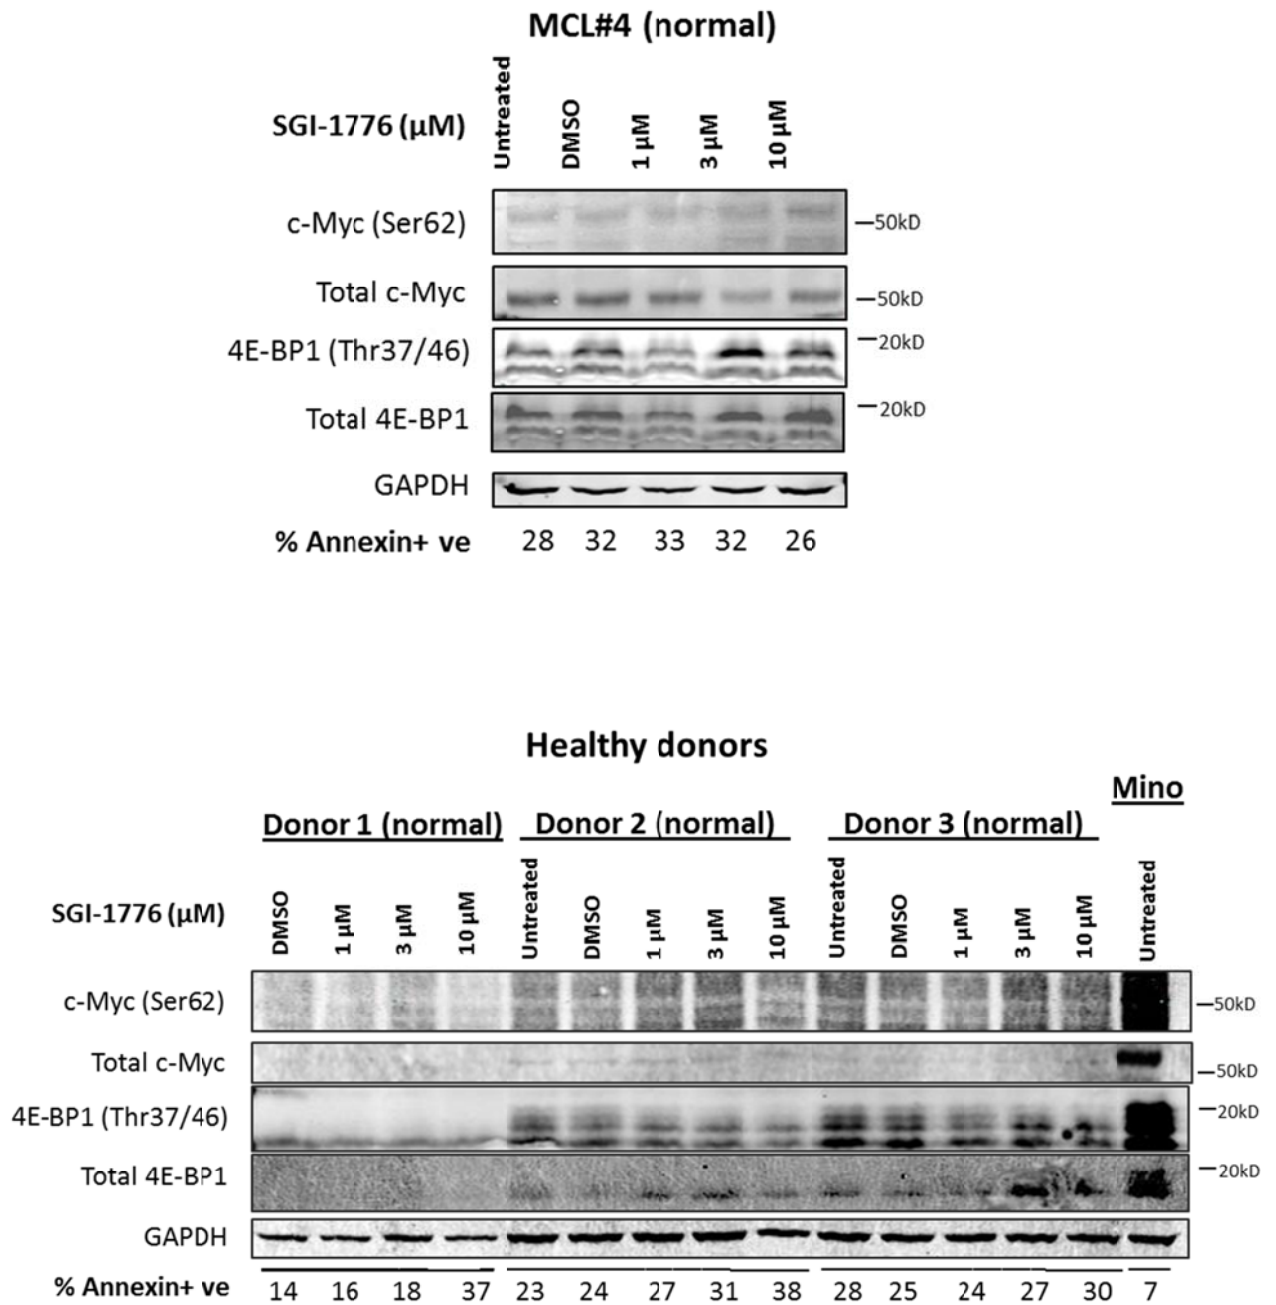 MCL#4 (normal)
SGI-1776 (µM)
Untreated
DMSO
1 µM
3 µM
10 µM
c-Myc (Ser62)
50kD
Total c-Myc
50kD
4E-BP1 (Thr37/46)
20kD
Total 4E-BP1
20kD
GAPDH
% Annexin+ ve 28 32 33 32 26
Healthy donors
Mino
Donor 1 (normal) Donor 2 (normal) Donor 3 (normal)
SGI-1776 (µM)
DMSO
1 µM
3 µM
10 µM
Untreated
DMSO
1 µM
3 µM
10 µM
Untreated
DMSO
1 µM
3 µM
10 µM
Untreated
c-Myc (Ser62)
50kD
Total c-Myc
50kD
4E-BP1 (Thr37/46)
20kD
Total 4E-BP1
20kD
GAPDH
% Annexin+ ve 14 16 18 37 23 24 27 31 38 28 25 24 27 30 7